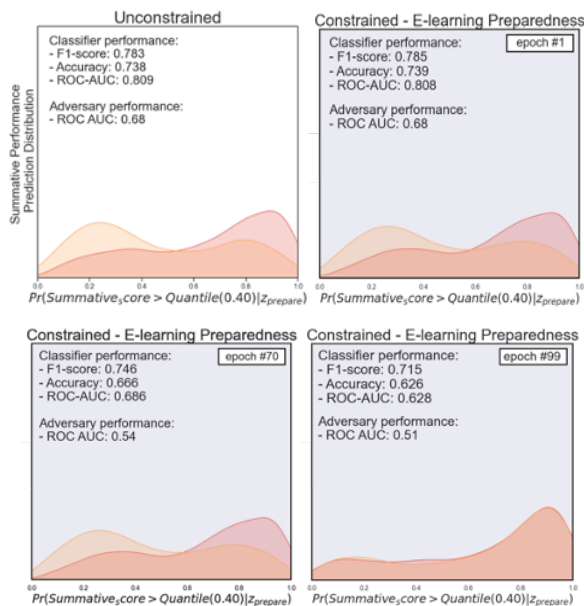 Unconstrained
Classifier performance:
- F1-score: 0.783
- Accuracy: 0.738
- ROC-AUC: 0.809
Adversary performance:
- ROC AUC: 0.68
Summative Performance
Prediction Distribution
0.0 0.2 0.4 0.6 0.8 1.0
Pr(Summative_score > Quantile(0.40)|z_prepare)
Constrained - E-learning Preparedness
epoch #1
Classifier performance:
- F1-score: 0.785
- Accuracy: 0.739
- ROC-AUC: 0.808
Adversary performance:
- ROC AUC: 0.68
0.0 0.2 0.4 0.6 0.8 1.0
Pr(Summative_score > Quantile(0.40)|z_prepare)
Constrained - E-learning Preparedness
epoch #70
Classifier performance:
- F1-score: 0.746
- Accuracy: 0.666
- ROC-AUC: 0.686
Adversary performance:
- ROC AUC: 0.54
0.0 0.2 0.4 0.6 0.8 1.0
Pr(Summative_score > Quantile(0.40)|z_prepare)
Constrained - E-learning Preparedness
epoch #99
Classifier performance:
- F1-score: 0.715
- Accuracy: 0.626
- ROC-AUC: 0.628
Adversary performance:
- ROC AUC: 0.51
0.0 0.2 0.4 0.6 0.8 1.0
Pr(Summative_score > Quantile(0.40)|z_prepare)